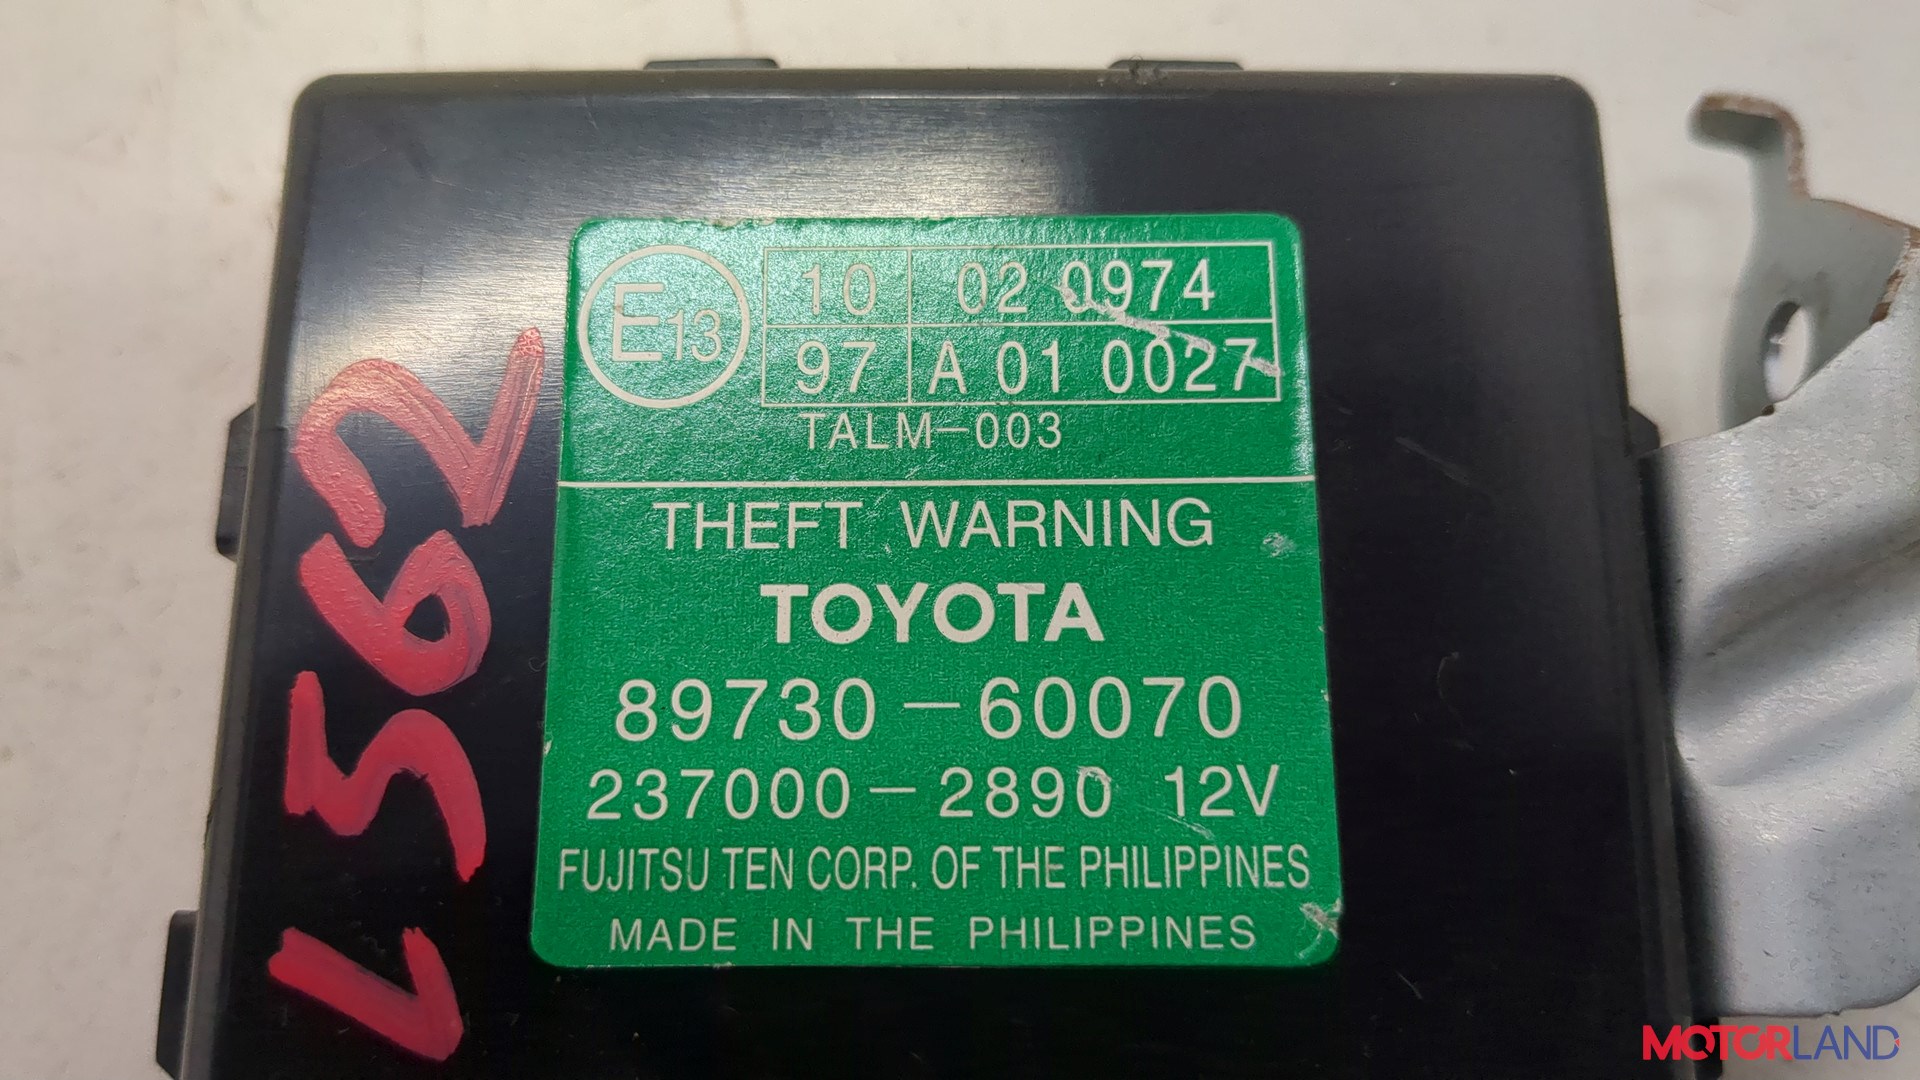 E13
10 02 0974
97 A 01 0027
TALM-003
THEFT WARNING
TOYOTA
89730-60070
237000-2890 12V
FUJITSU TEN CORP. OF THE PHILIPPINES
MADE IN THE PHILIPPINES
1562
MOTORLAND